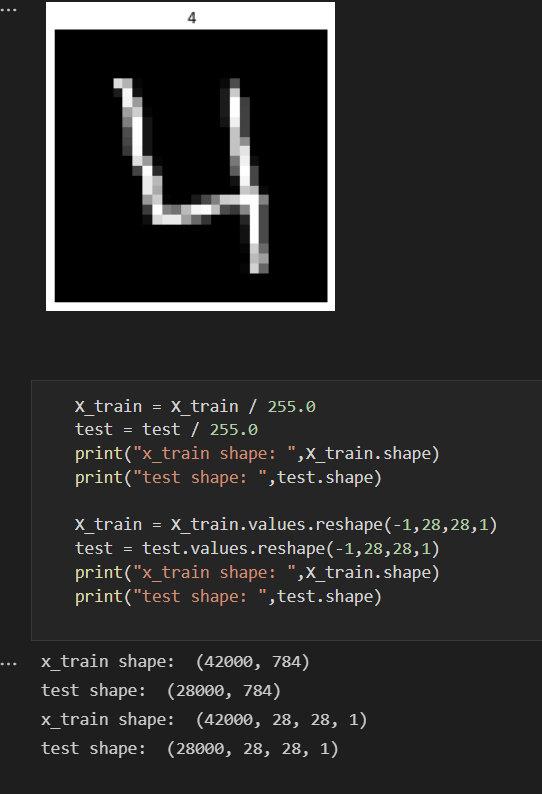 4
X_train = X_train / 255.0
test = test / 255.0
print("x_train shape: ",X_train.shape)
print("test shape: ",test.shape)
X_train = X_train.values.reshape(-1,28,28,1)
test = test.values.reshape(-1,28,28,1)
print("x_train shape: ",X_train.shape)
print("test shape: ",test.shape)
x_train shape:  (42000, 784)
test shape:  (28000, 784)
x_train shape:  (42000, 28, 28, 1)
test shape:  (28000, 28, 28, 1)